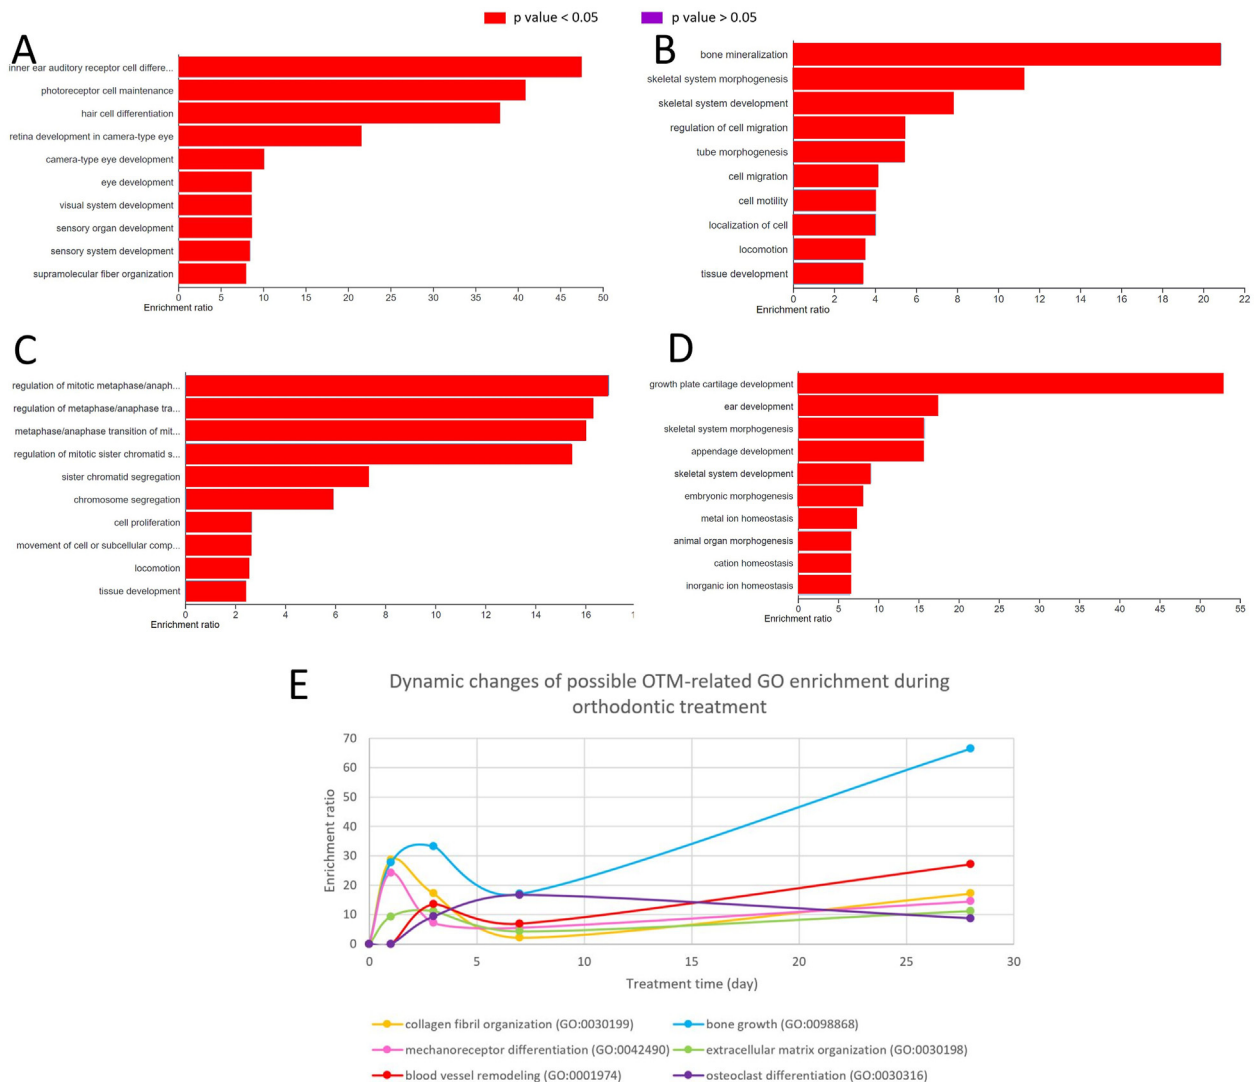 p value < 0.05
p value > 0.05
A
inner ear auditory receptor cell differe...
photoreceptor cell maintenance
hair cell differentiation
retina development in camera-type eye
camera-type eye development
eye development
visual system development
sensory organ development
sensory system development
supramolecular fiber organization
0 5 10 15 20 25 30 35 40 45 50
Enrichment ratio
B
bone mineralization
skeletal system morphogenesis
skeletal system development
regulation of cell migration
tube morphogenesis
cell migration
cell motility
localization of cell
locomotion
tissue development
0 2 4 6 8 10 12 14 16 18 20 22
Enrichment ratio
C
regulation of mitotic metaphase/anaph...
regulation of metaphase/anaphase tra...
metaphase/anaphase transition of mit...
regulation of mitotic sister chromatid s...
sister chromatid segregation
chromosome segregation
cell proliferation
movement of cell or subcellular comp...
locomotion
tissue development
0 2 4 6 8 10 12 14 16
Enrichment ratio
D
growth plate cartilage development
ear development
skeletal system morphogenesis
appendage development
skeletal system development
embryonic morphogenesis
metal ion homeostasis
animal organ morphogenesis
cation homeostasis
inorganic ion homeostasis
0 5 10 15 20 25 30 35 40 45 50 55
Enrichment ratio
E
Dynamic changes of possible OTM-related GO enrichment during
orthodontic treatment
70
60
50
40
30
20
10
0
Enrichment ratio
0 5 10 15 20 25 30
Treatment time (day)
collagen fibril organization (GO:0030199)
bone growth (GO:0098868)
mechanoreceptor differentiation (GO:0042490)
extracellular matrix organization (GO:0030198)
blood vessel remodeling (GO:0001974)
osteoclast differentiation (GO:0030316)